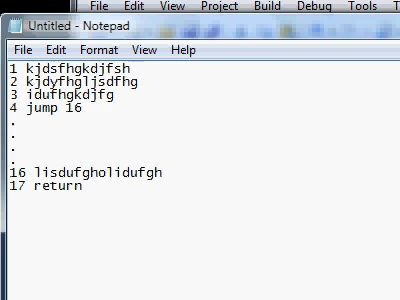 File Edit View Project Build Debug Tools
Untitled - Notepad
File Edit Format View Help
1 kjdsfhgkdjfsh
2 kjdyfhgljsdfhg
3 idufhgkdjfg
4 jump 16
.
.
.
.
16 lisdufgholidufgh
17 return